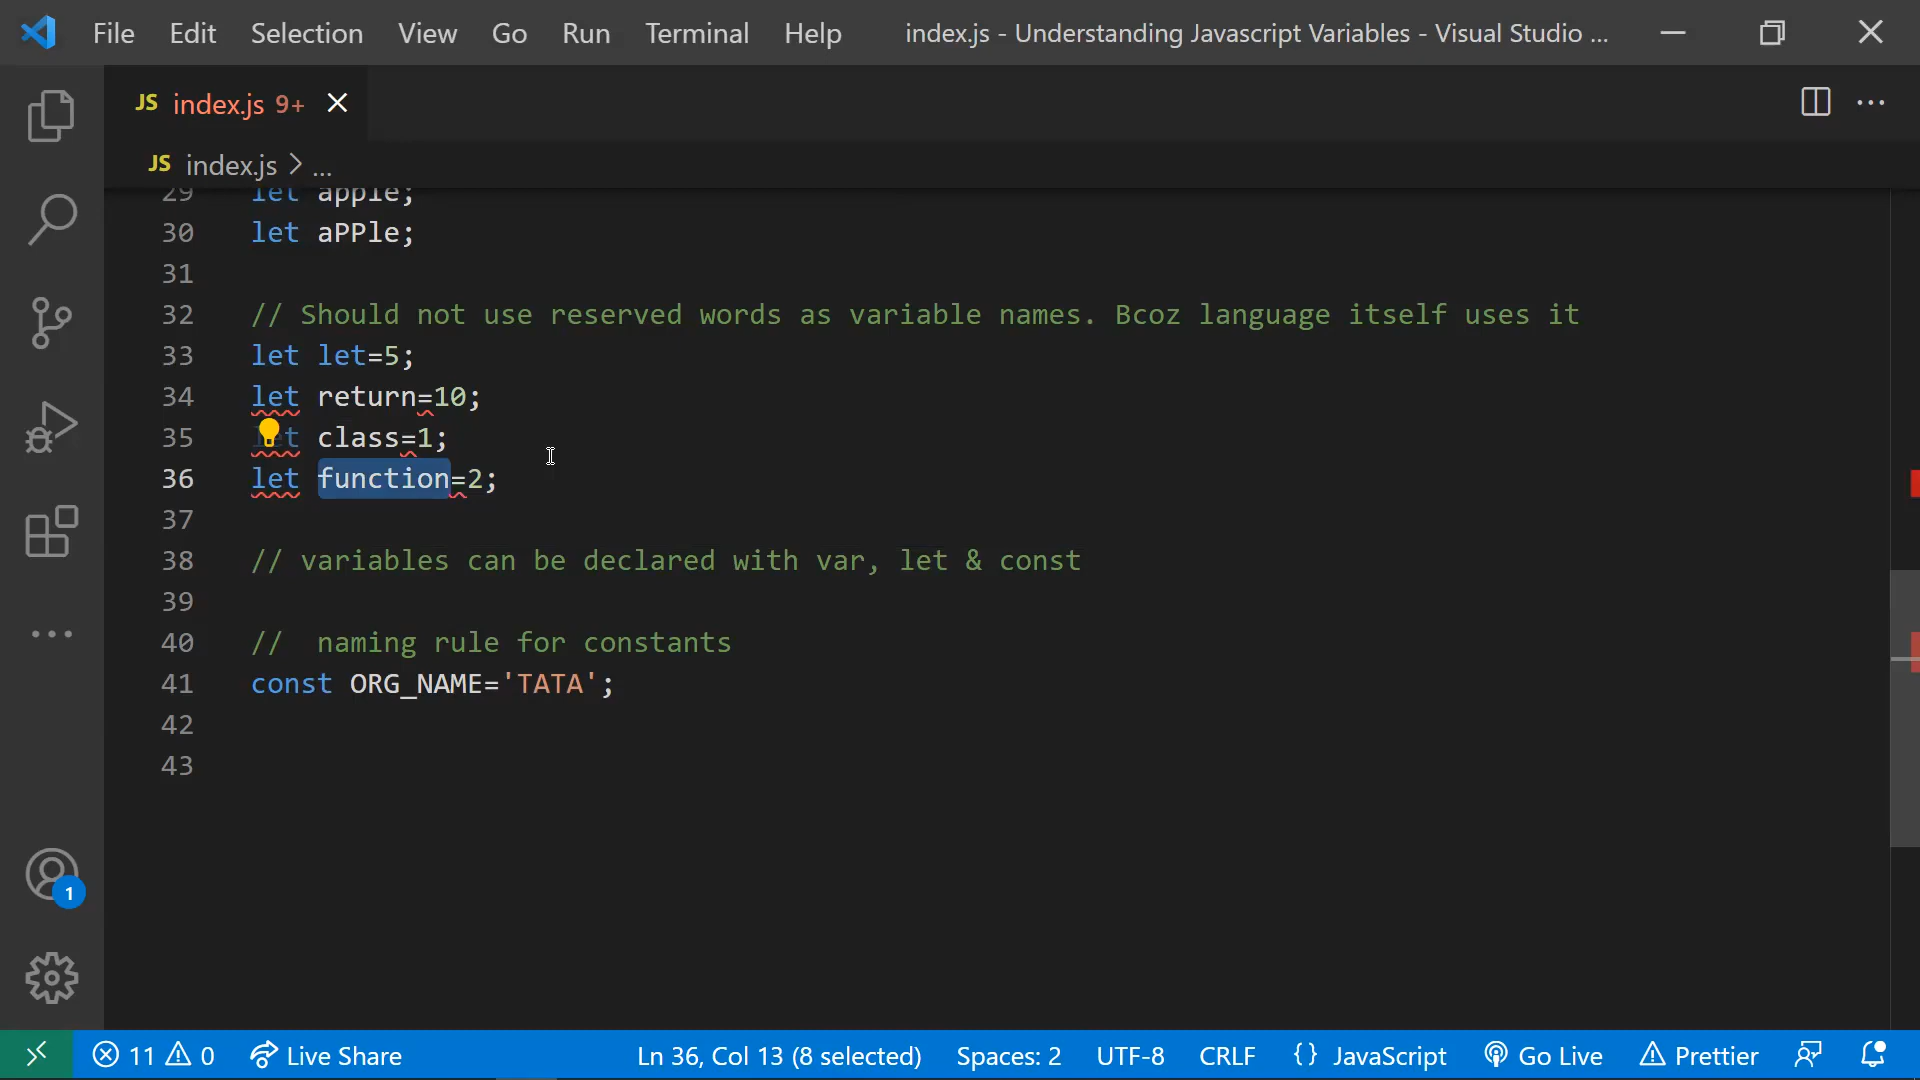 File Edit Selection View Go Run Terminal Help index.js - Understanding Javascript Variables - Visual Studio ...
JS index.js 9+
JS index.js > ...
29 let apple;
30 let aPPle;
31
32 // Should not use reserved words as variable names. Bcoz language itself uses it
33 let let=5;
34 let return=10;
35 let class=1;
36 let function=2;
37
38 // variables can be declared with var, let & const
39
40 //  naming rule for constants
41 const ORG_NAME='TATA';
42
43
1
11 0 Live Share Ln 36, Col 13 (8 selected) Spaces: 2 UTF-8 CRLF {} JavaScript Go Live Prettier